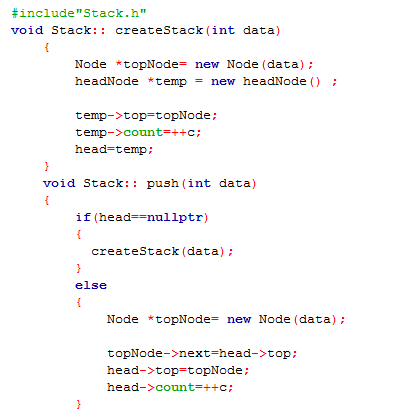 #include"Stack.h"
void Stack:: createStack(int data)
{
Node *topNode= new Node(data);
headNode *temp = new headNode() ;
temp->top=topNode;
temp->count=++c;
head=temp;
}
void Stack:: push(int data)
{
if(head==nullptr)
{
createStack(data);
}
else
{
Node *topNode= new Node(data);
topNode->next=head->top;
head->top=topNode;
head->count=++c;
}